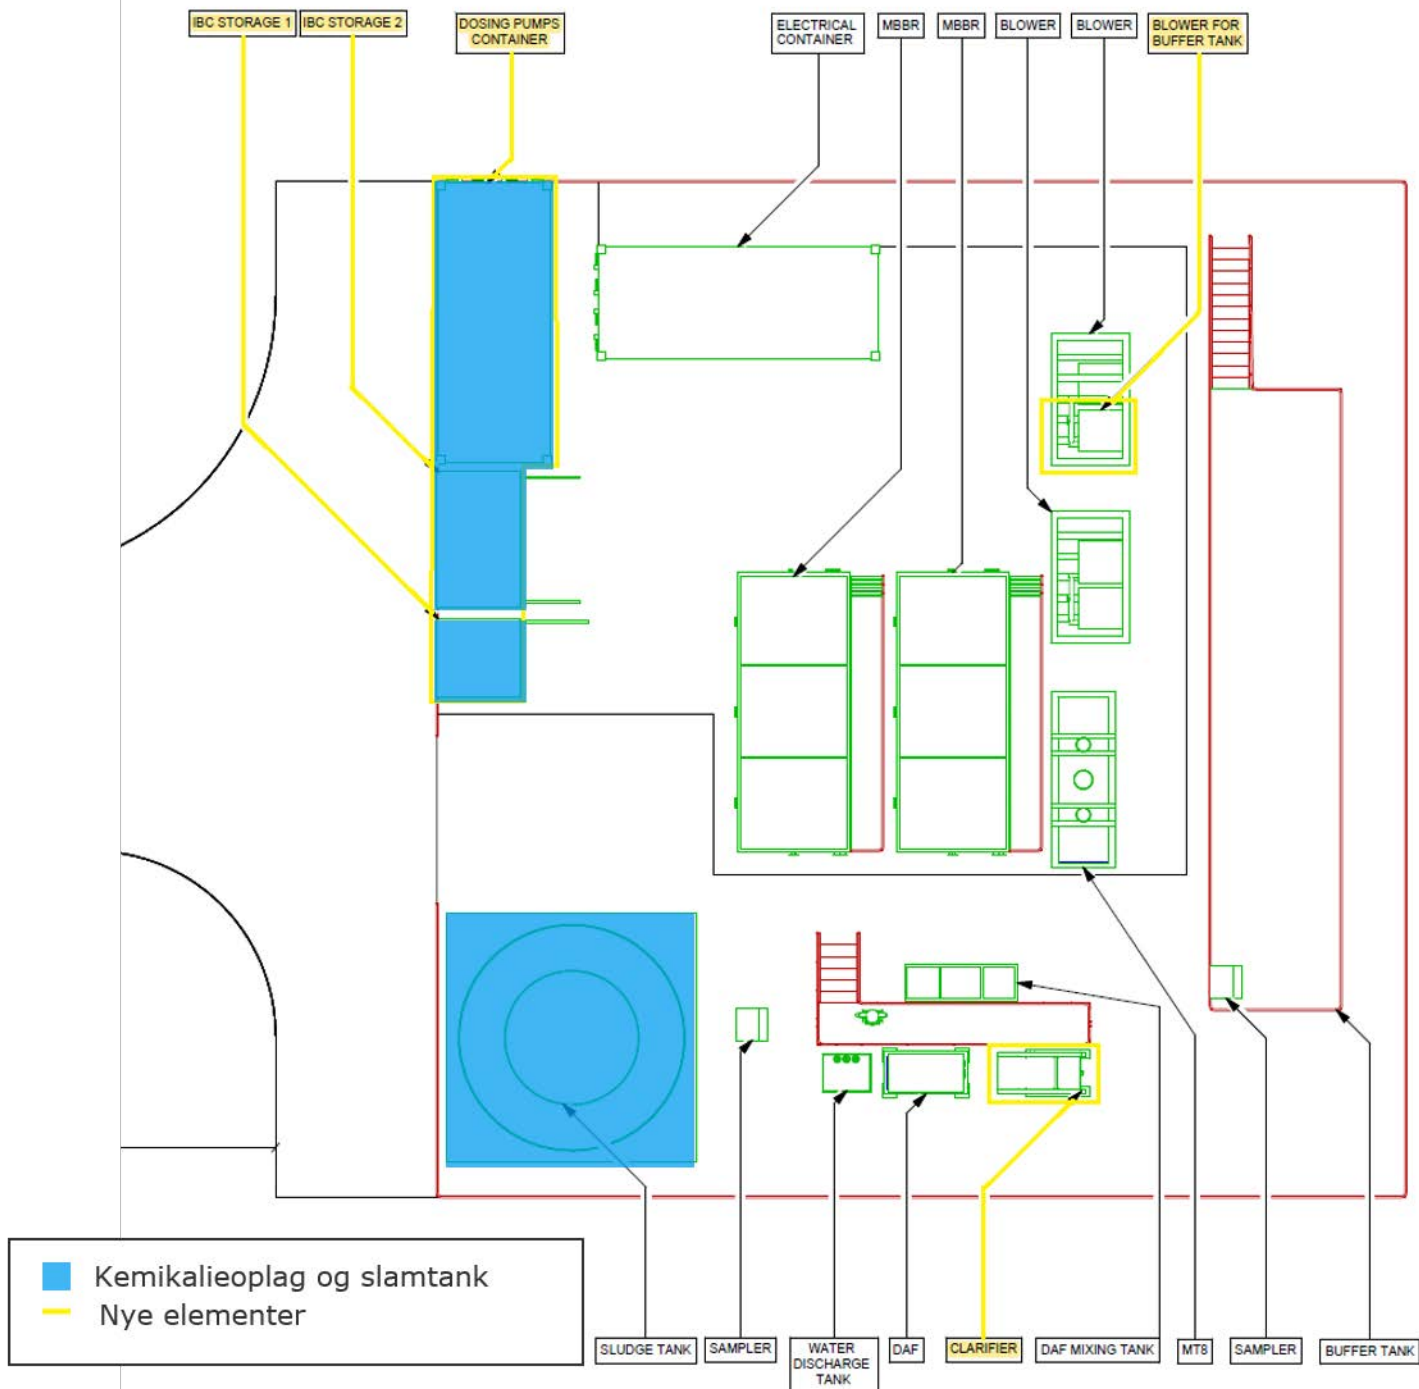 IBC STORAGE 1
IBC STORAGE 2
DOSING PUMPS
CONTAINER
ELECTRICAL
CONTAINER
MBBR
MBBR
BLOWER
BLOWER
BLOWER FOR
BUFFER TANK
Kemikalieoplag og slamtank
Nye elementer
SLUDGE TANK
SAMPLER
WATER
DISCHARGE
TANK
DAF
CLARIFIER
DAF MIXING TANK
MT8
SAMPLER
BUFFER TANK